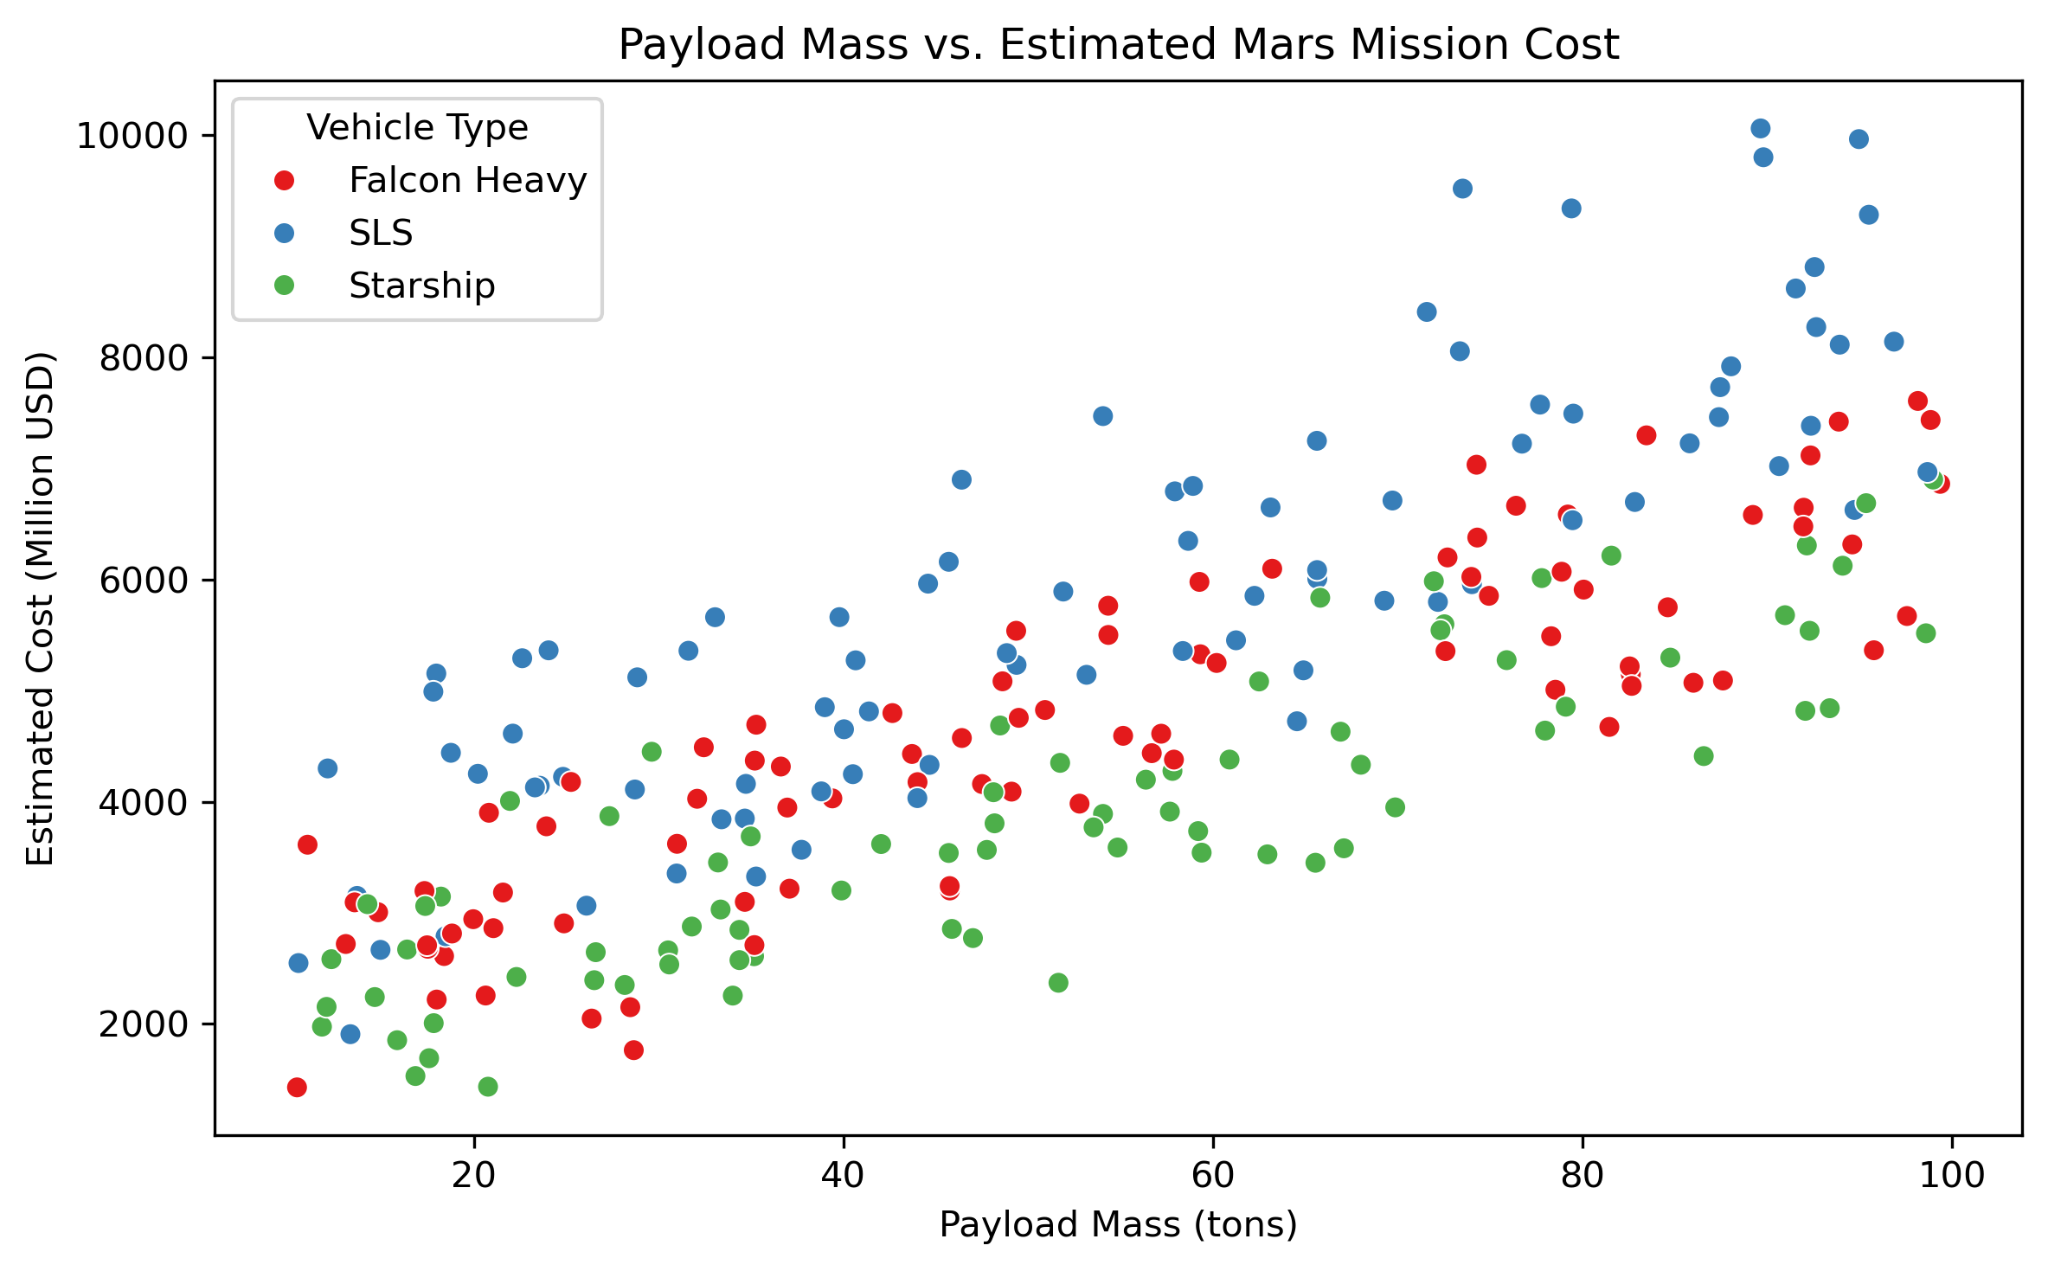 Payload Mass vs. Estimated Mars Mission Cost
Vehicle Type
Falcon Heavy
SLS
Starship
Estimated Cost (Million USD)
10000
8000
6000
4000
2000
20
40
60
80
100
Payload Mass (tons)